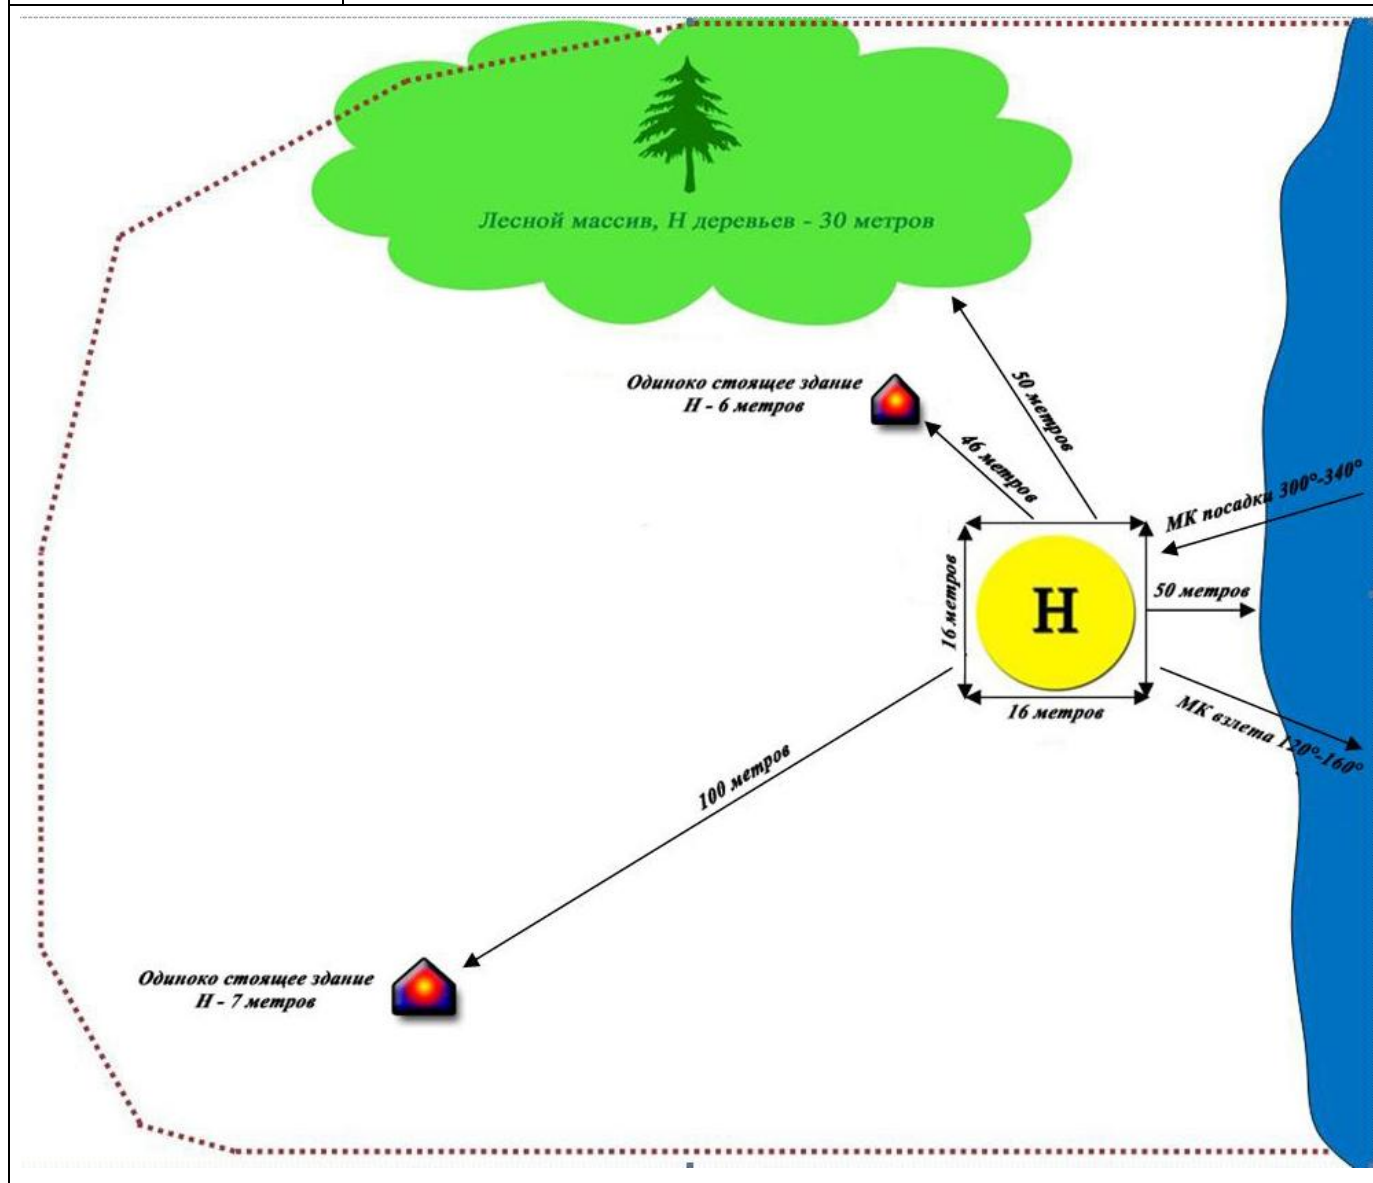 Лесной массив, Н деревьев - 30 метров
Одиноко стоящее здание
Н - 6 метров
50 метров
46 метров
МК посадки 300°-340°
16 метров
Н
50 метров
16 метров
МК взлета 120°-160°
100 метров
Одиноко стоящее здание
Н - 7 метров